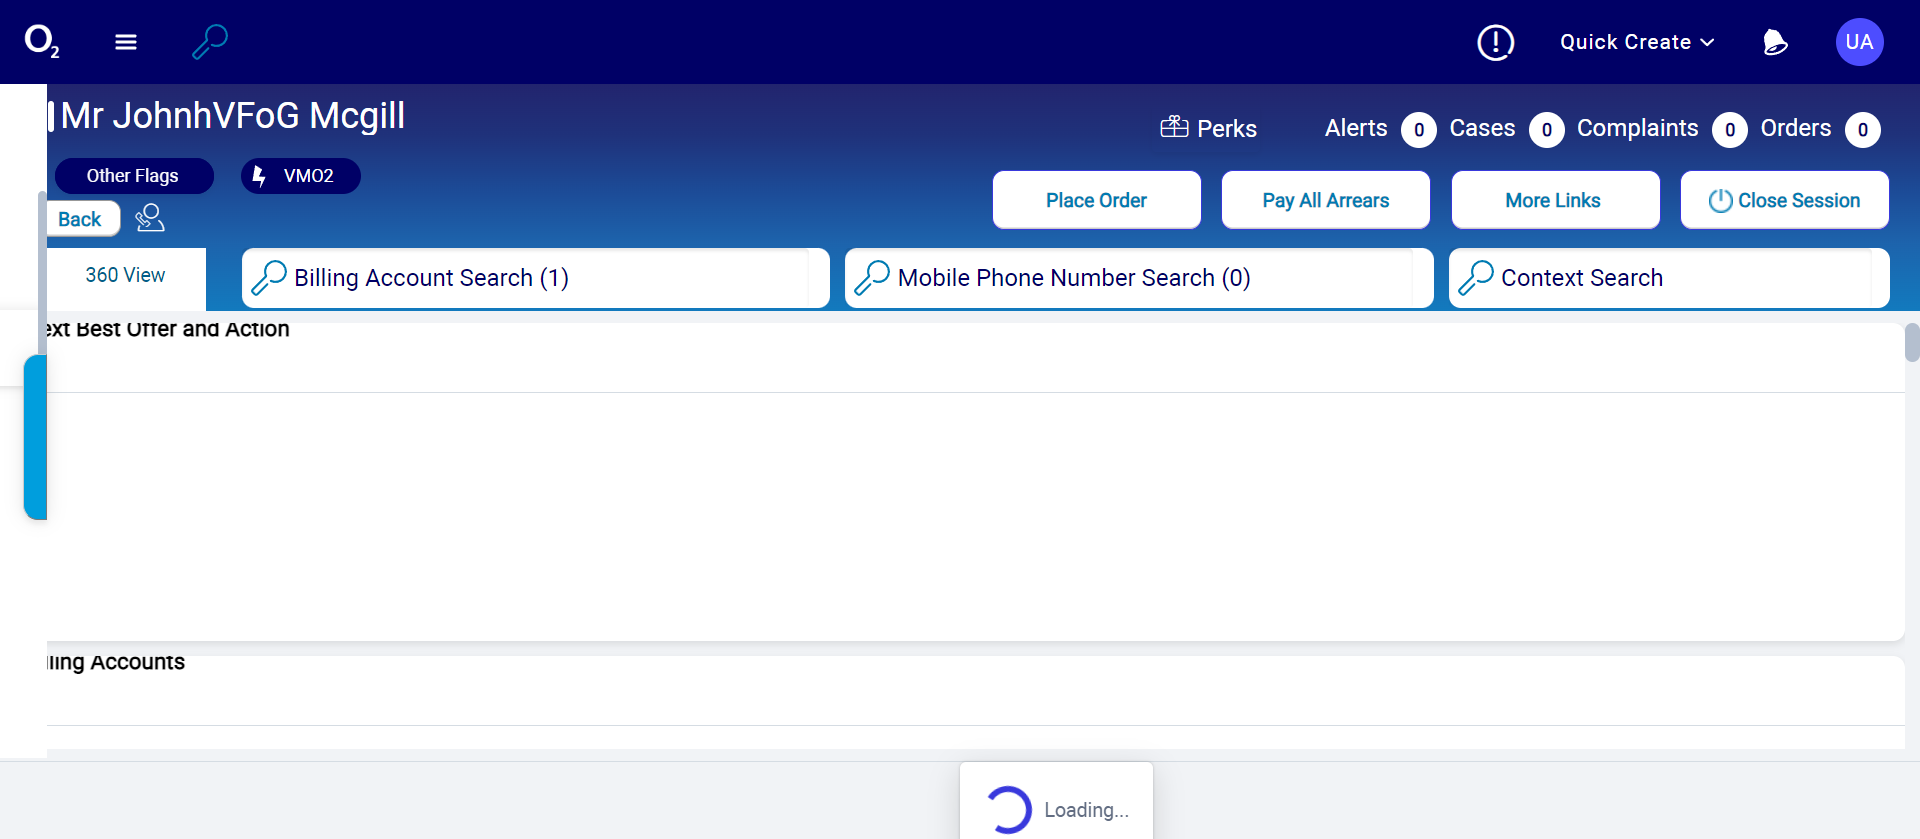 O2
Quick Create
UA
Mr JohnhVFoG Mcgill
Perks
Alerts 0 Cases 0 Complaints 0 Orders 0
Other Flags
VMO2
Place Order
Pay All Arrears
More Links
Close Session
Back
360 View
Billing Account Search (1)
Mobile Phone Number Search (0)
Context Search
ext Best Offer and Action
lling Accounts
Loading...